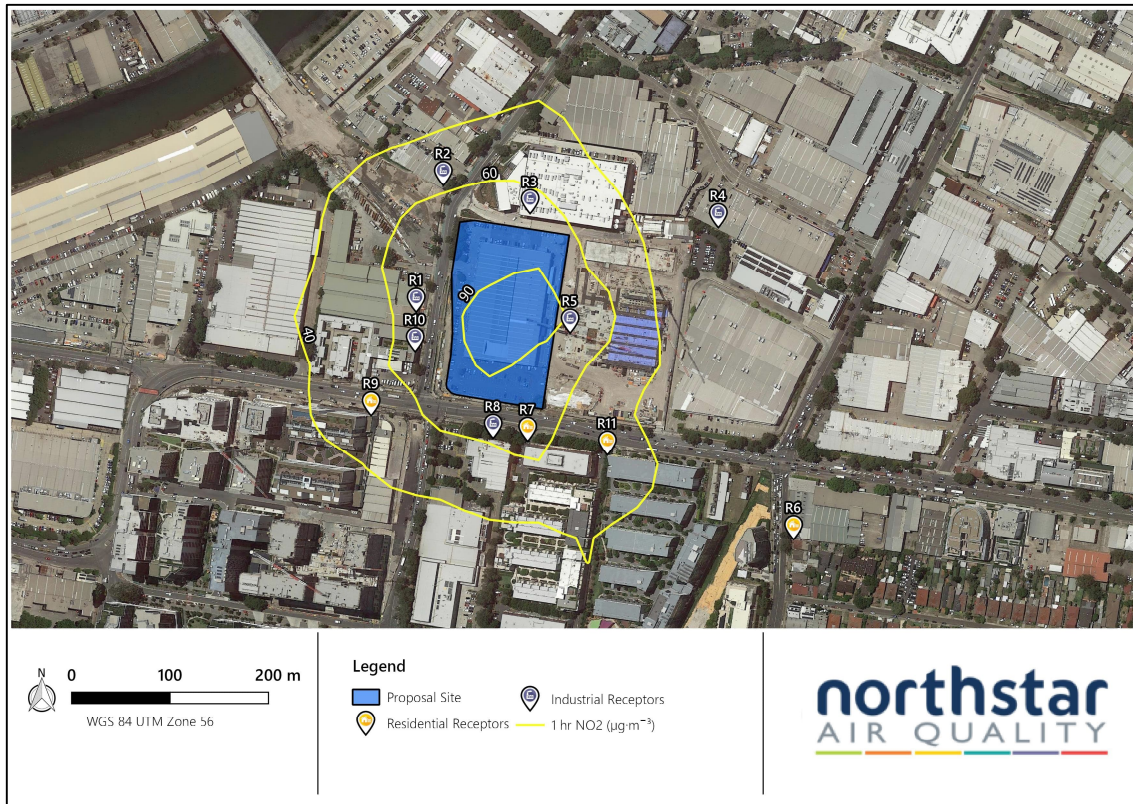 R2
60
R3
R4
R1
90
R5
R10
40
R9
R8
R7
R11
R6
N
0 100 200 m
WGS 84 UTM Zone 56
Legend
Proposal Site
Industrial Receptors
Residential Receptors
1 hr NO2 (µg·m⁻³)
northstar
AIR QUALITY